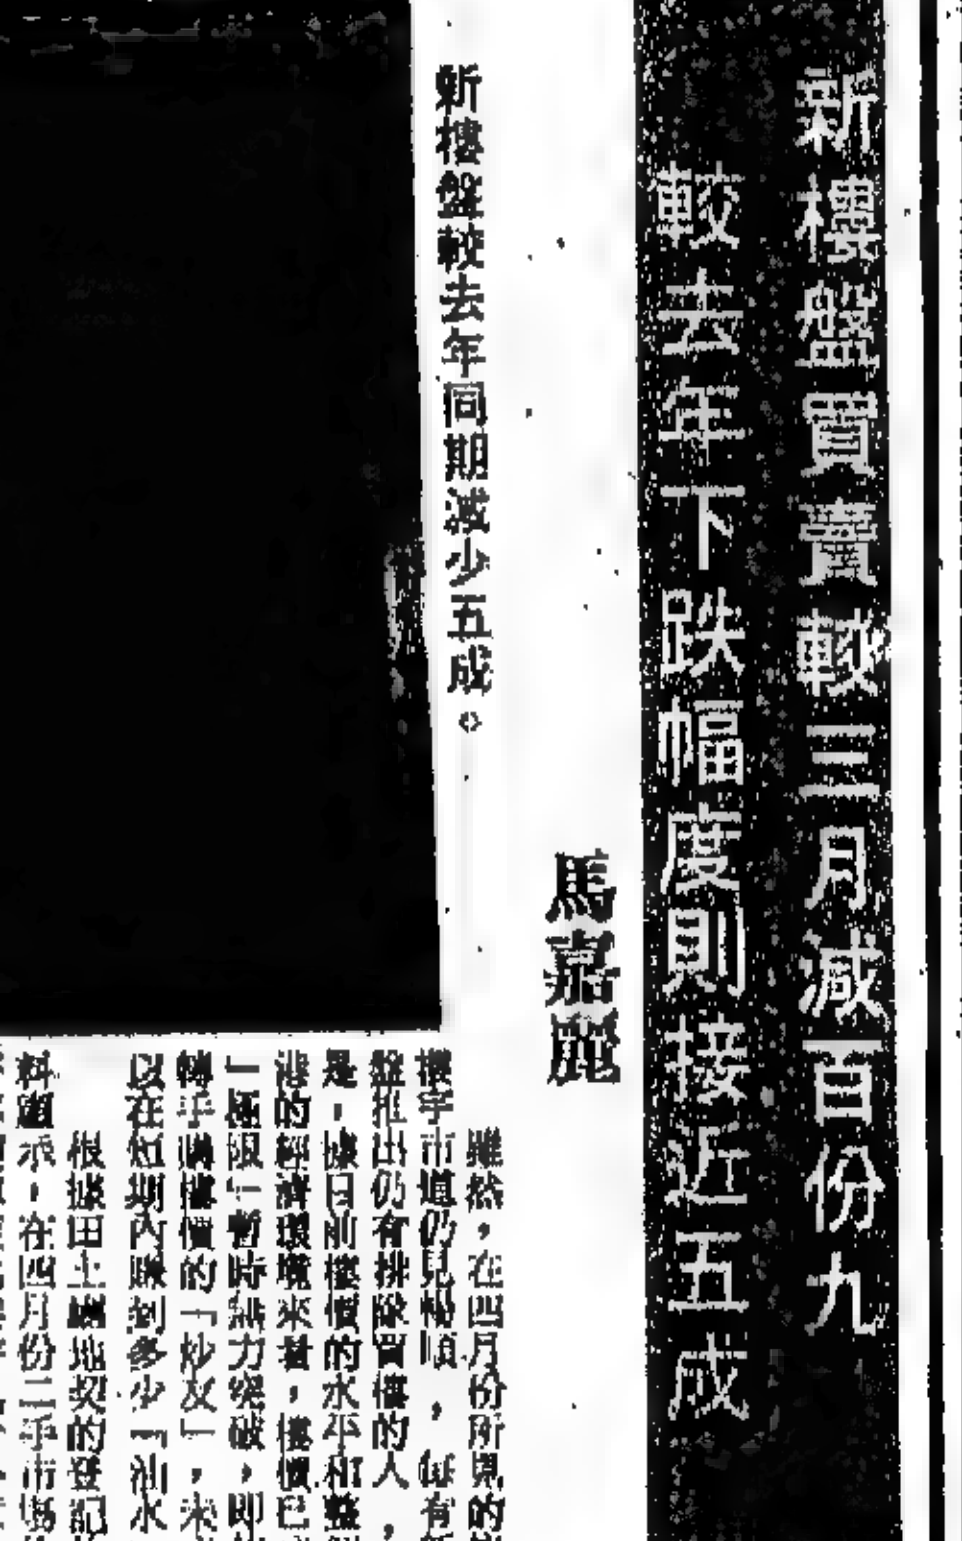 新樓盤買賣較三月減一百份九
較去年下跌幅度則接近五成
馬嘉麗
新樓盤較去年同期減少五成。
雖然，在四月份所見的
樓宇市道仍見暢順，每有
盤推出仍有排隊買樓的人，
是，據目前樓價的水平和整
港的經濟環境來看，樓價已
」極限」暫時無力突破，即
轉手購樓價的「炒友」，未
以在短期內賺到多少「油水
根據田土廳地契的登記
料顯示，在四月份二手市場